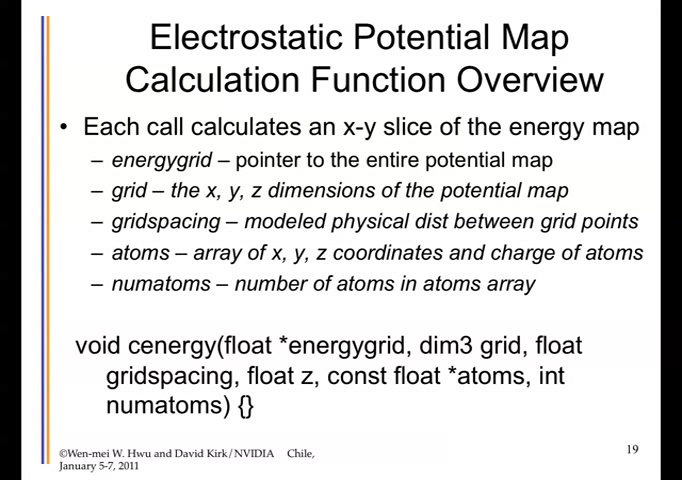 Electrostatic Potential Map
Calculation Function Overview
• Each call calculates an x-y slice of the energy map
– energygrid – pointer to the entire potential map
– grid – the x, y, z dimensions of the potential map
– gridspacing – modeled physical dist between grid points
– atoms – array of x, y, z coordinates and charge of atoms
– numatoms – number of atoms in atoms array
void cenergy(float *energygrid, dim3 grid, float
gridspacing, float z, const float *atoms, int
numatoms) {}
©Wen-mei W. Hwu and David Kirk/NVIDIA Chile,
January 5-7, 2011
19